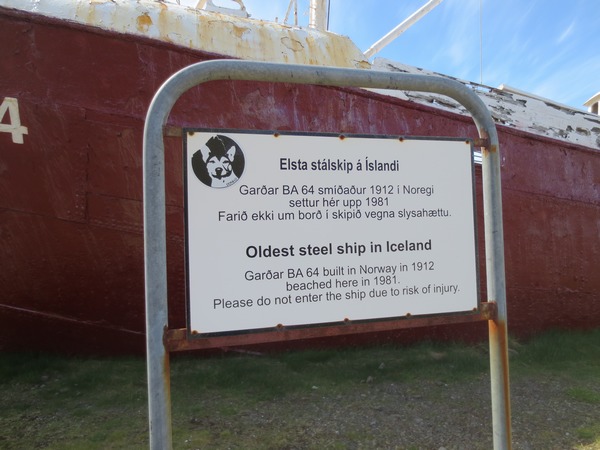 4
Elsta stálskip á Íslandi
Garðar BA 64 smíðaður 1912 í Noregi
settur hér upp 1981
Farið ekki um borð í skipið vegna slysahættu.
Oldest steel ship in Iceland
Garðar BA 64 built in Norway in 1912
beached here in 1981.
Please do not enter the ship due to risk of injury.